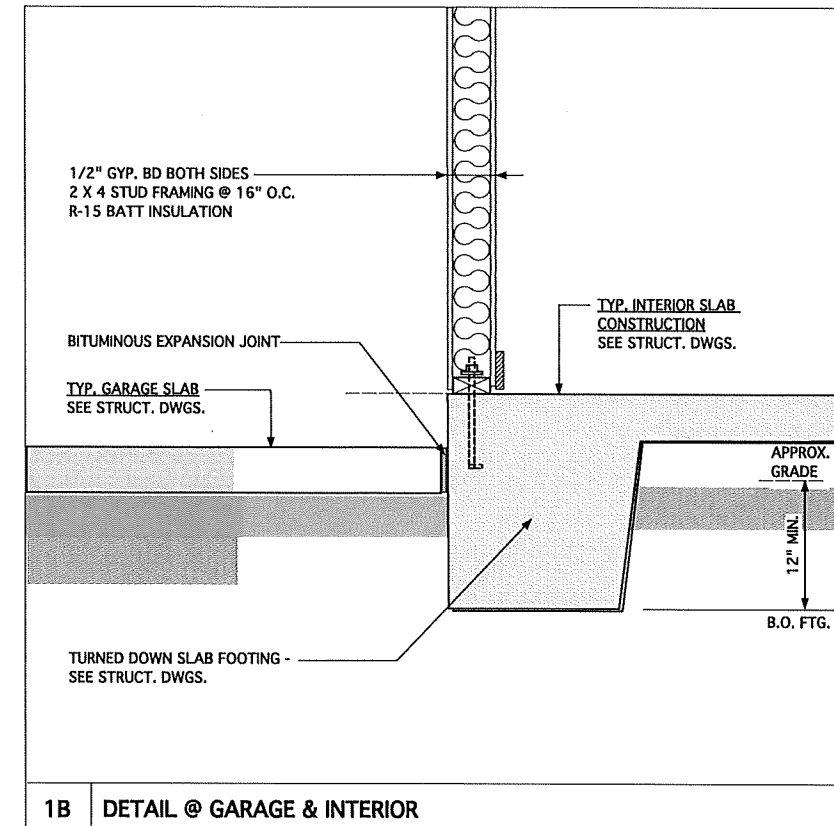 1/2" GYP. BD BOTH SIDES
2 X 4 STUD FRAMING @ 16" O.C.
R-15 BATT INSULATION
TYP. INTERIOR SLAB
CONSTRUCTION
SEE STRUCT. DWGS.
BITUMINOUS EXPANSION JOINT
TYP. GARAGE SLAB
SEE STRUCT. DWGS.
APPROX.
GRADE
12" MIN.
B.O. FTG.
TURNED DOWN SLAB FOOTING -
SEE STRUCT. DWGS.
1B DETAIL @ GARAGE & INTERIOR